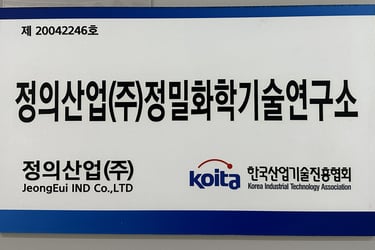 제 20042246호
정의산업(주)정밀화학기술연구소
정의산업(주)
JeongEui IND Co.,LTD
koita 한국산업기술진흥협회
Korea Industrial Technology Association